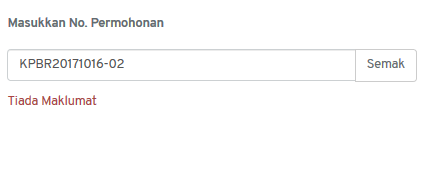 Masukkan No. Permohonan
KPBR20171016-02 Semak
Tiada Maklumat